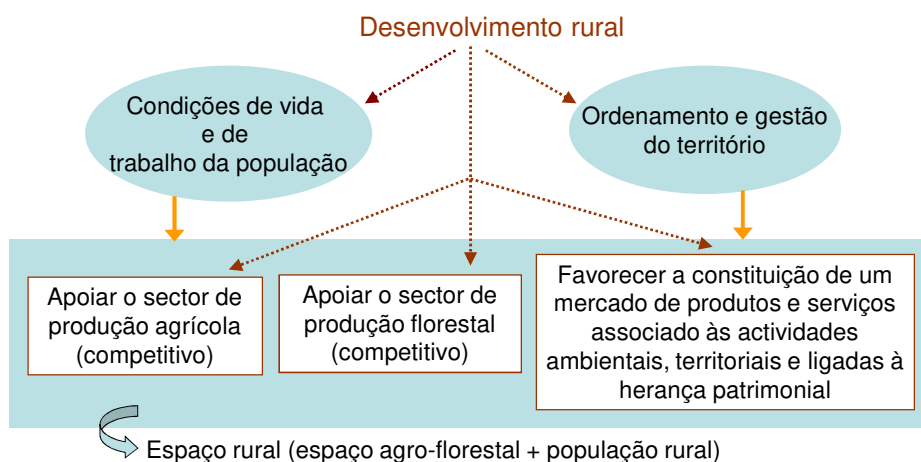 Desenvolvimento rural
Condições de vida
e de
trabalho da população
Ordenamento e gestão
do território
Apoiar o sector de
produção agrícola
(competitivo)
Apoiar o sector de
produção florestal
(competitivo)
Favorecer a constituição de um
mercado de produtos e serviços
associado às actividades
ambientais, territoriais e ligadas à
herança patrimonial
Espaço rural (espaço agro-florestal + população rural)